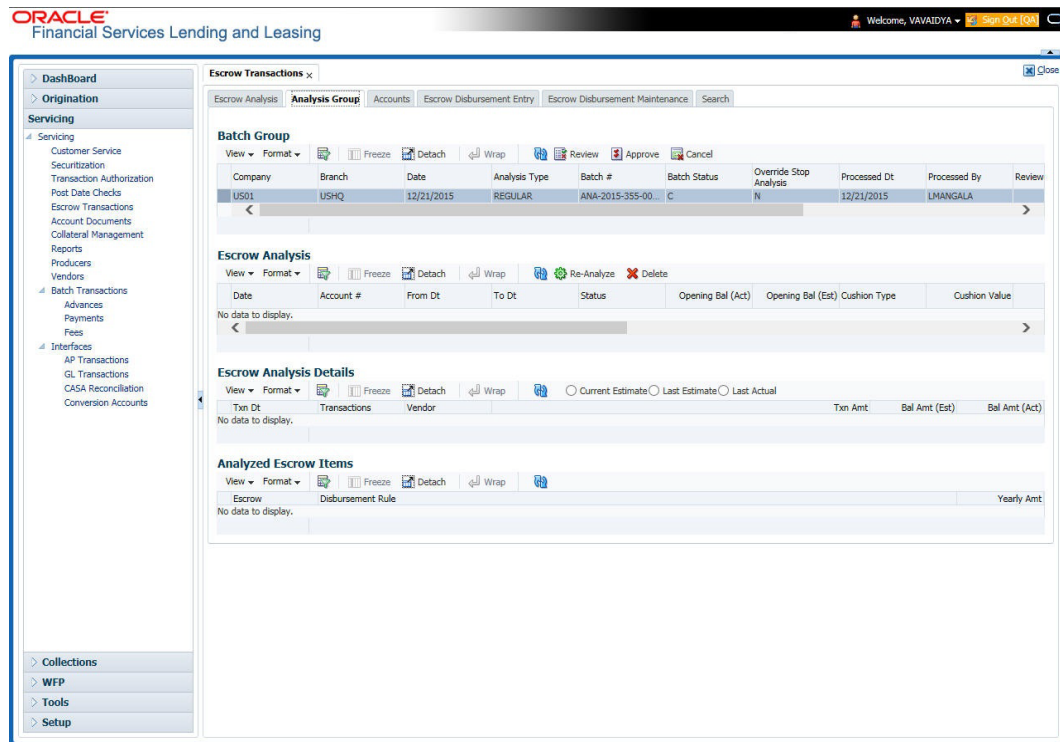 ORACLE
Financial Services Lending and Leasing
Welcome, VAVAIDYA Sign Out [QA]
Close
DashBoard
Origination
Servicing
Servicing
Customer Service
Securitization
Transaction Authorization
Post Date Checks
Escrow Transactions
Account Documents
Collateral Management
Reports
Producers
Vendors
Batch Transactions
Advances
Payments
Fees
Interfaces
AP Transactions
GL Transactions
CASA Reconciliation
Conversion Accounts
Collections
WFP
Tools
Setup
Escrow Transactions x
Escrow Analysis Analysis Group Accounts Escrow Disbursement Entry Escrow Disbursement Maintenance Search
Batch Group
View Format Freeze Detach Wrap Review Approve Cancel
Company Branch Date Analysis Type Batch # Batch Status Override Stop Analysis Processed Dt Processed By Review
US01 USHQ 12/21/2015 REGULAR ANA-2015-355-00... C N 12/21/2015 LMANGALA
Escrow Analysis
View Format Freeze Detach Wrap Re-Analyze Delete
Date Account # From Dt To Dt Status Opening Bal (Act) Opening Bal (Est) Cushion Type Cushion Value
No data to display.
Escrow Analysis Details
View Format Freeze Detach Wrap Current Estimate Last Estimate Last Actual
Txn Dt Transactions Vendor Txn Amt Bal Amt (Est) Bal Amt (Act)
No data to display.
Analyzed Escrow Items
View Format Freeze Detach Wrap
Escrow Disbursement Rule Yearly Amt
No data to display.